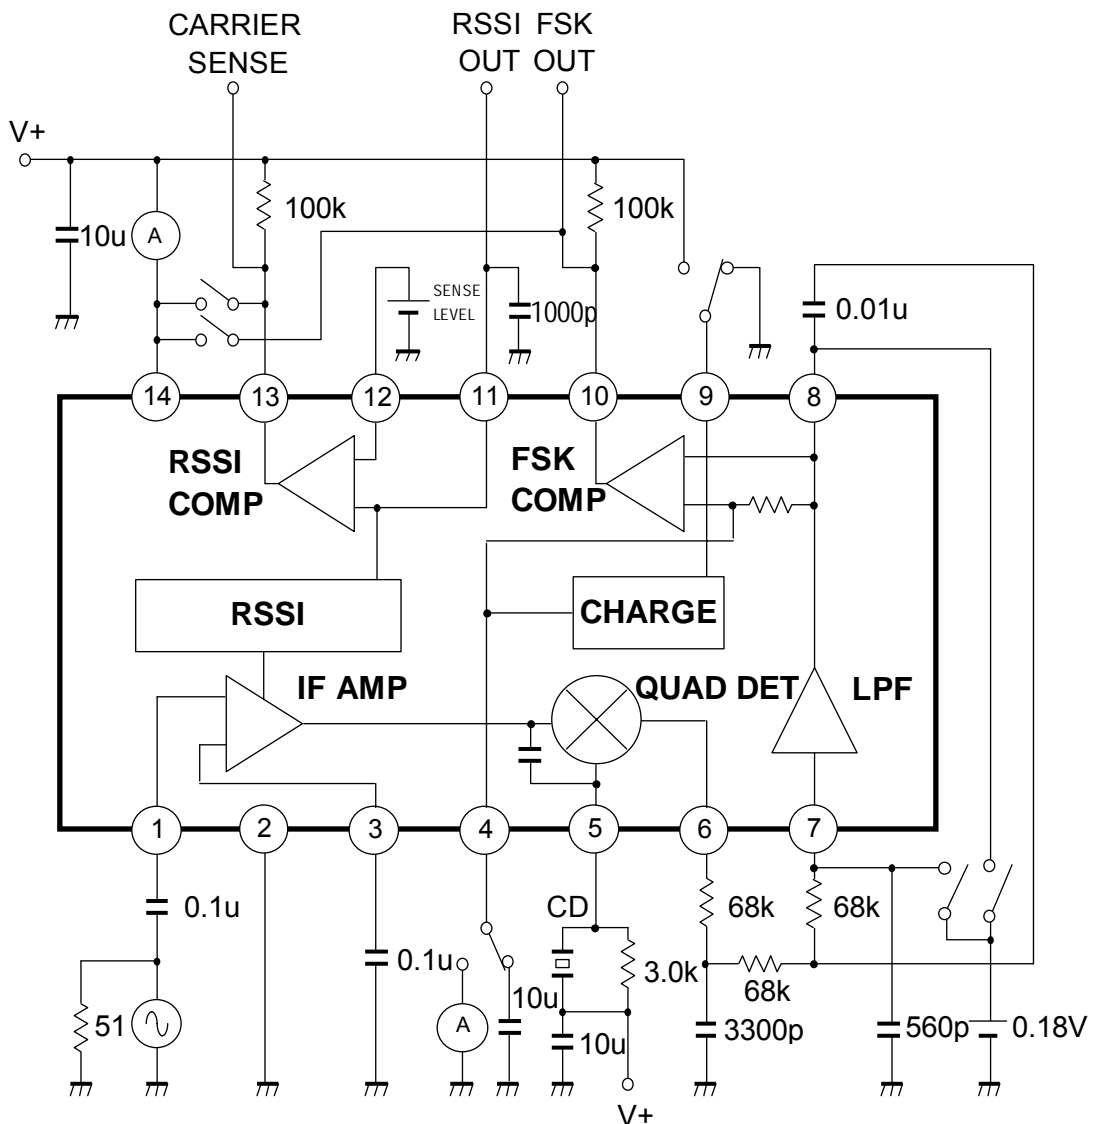 CARRIER
SENSE
RSSI
OUT
FSK
OUT
V+
10u
A
100k
100k
SENSE
LEVEL
1000p
0.01u
14
13
12
11
10
9
8
RSSI
COMP
FSK
COMP
RSSI
CHARGE
IF AMP
QUAD DET
LPF
1
2
3
4
5
6
7
0.1u
51
0.1u
A
10u
CD
3.0k
10u
V+
68k
68k
68k
3300p
560p
0.18V